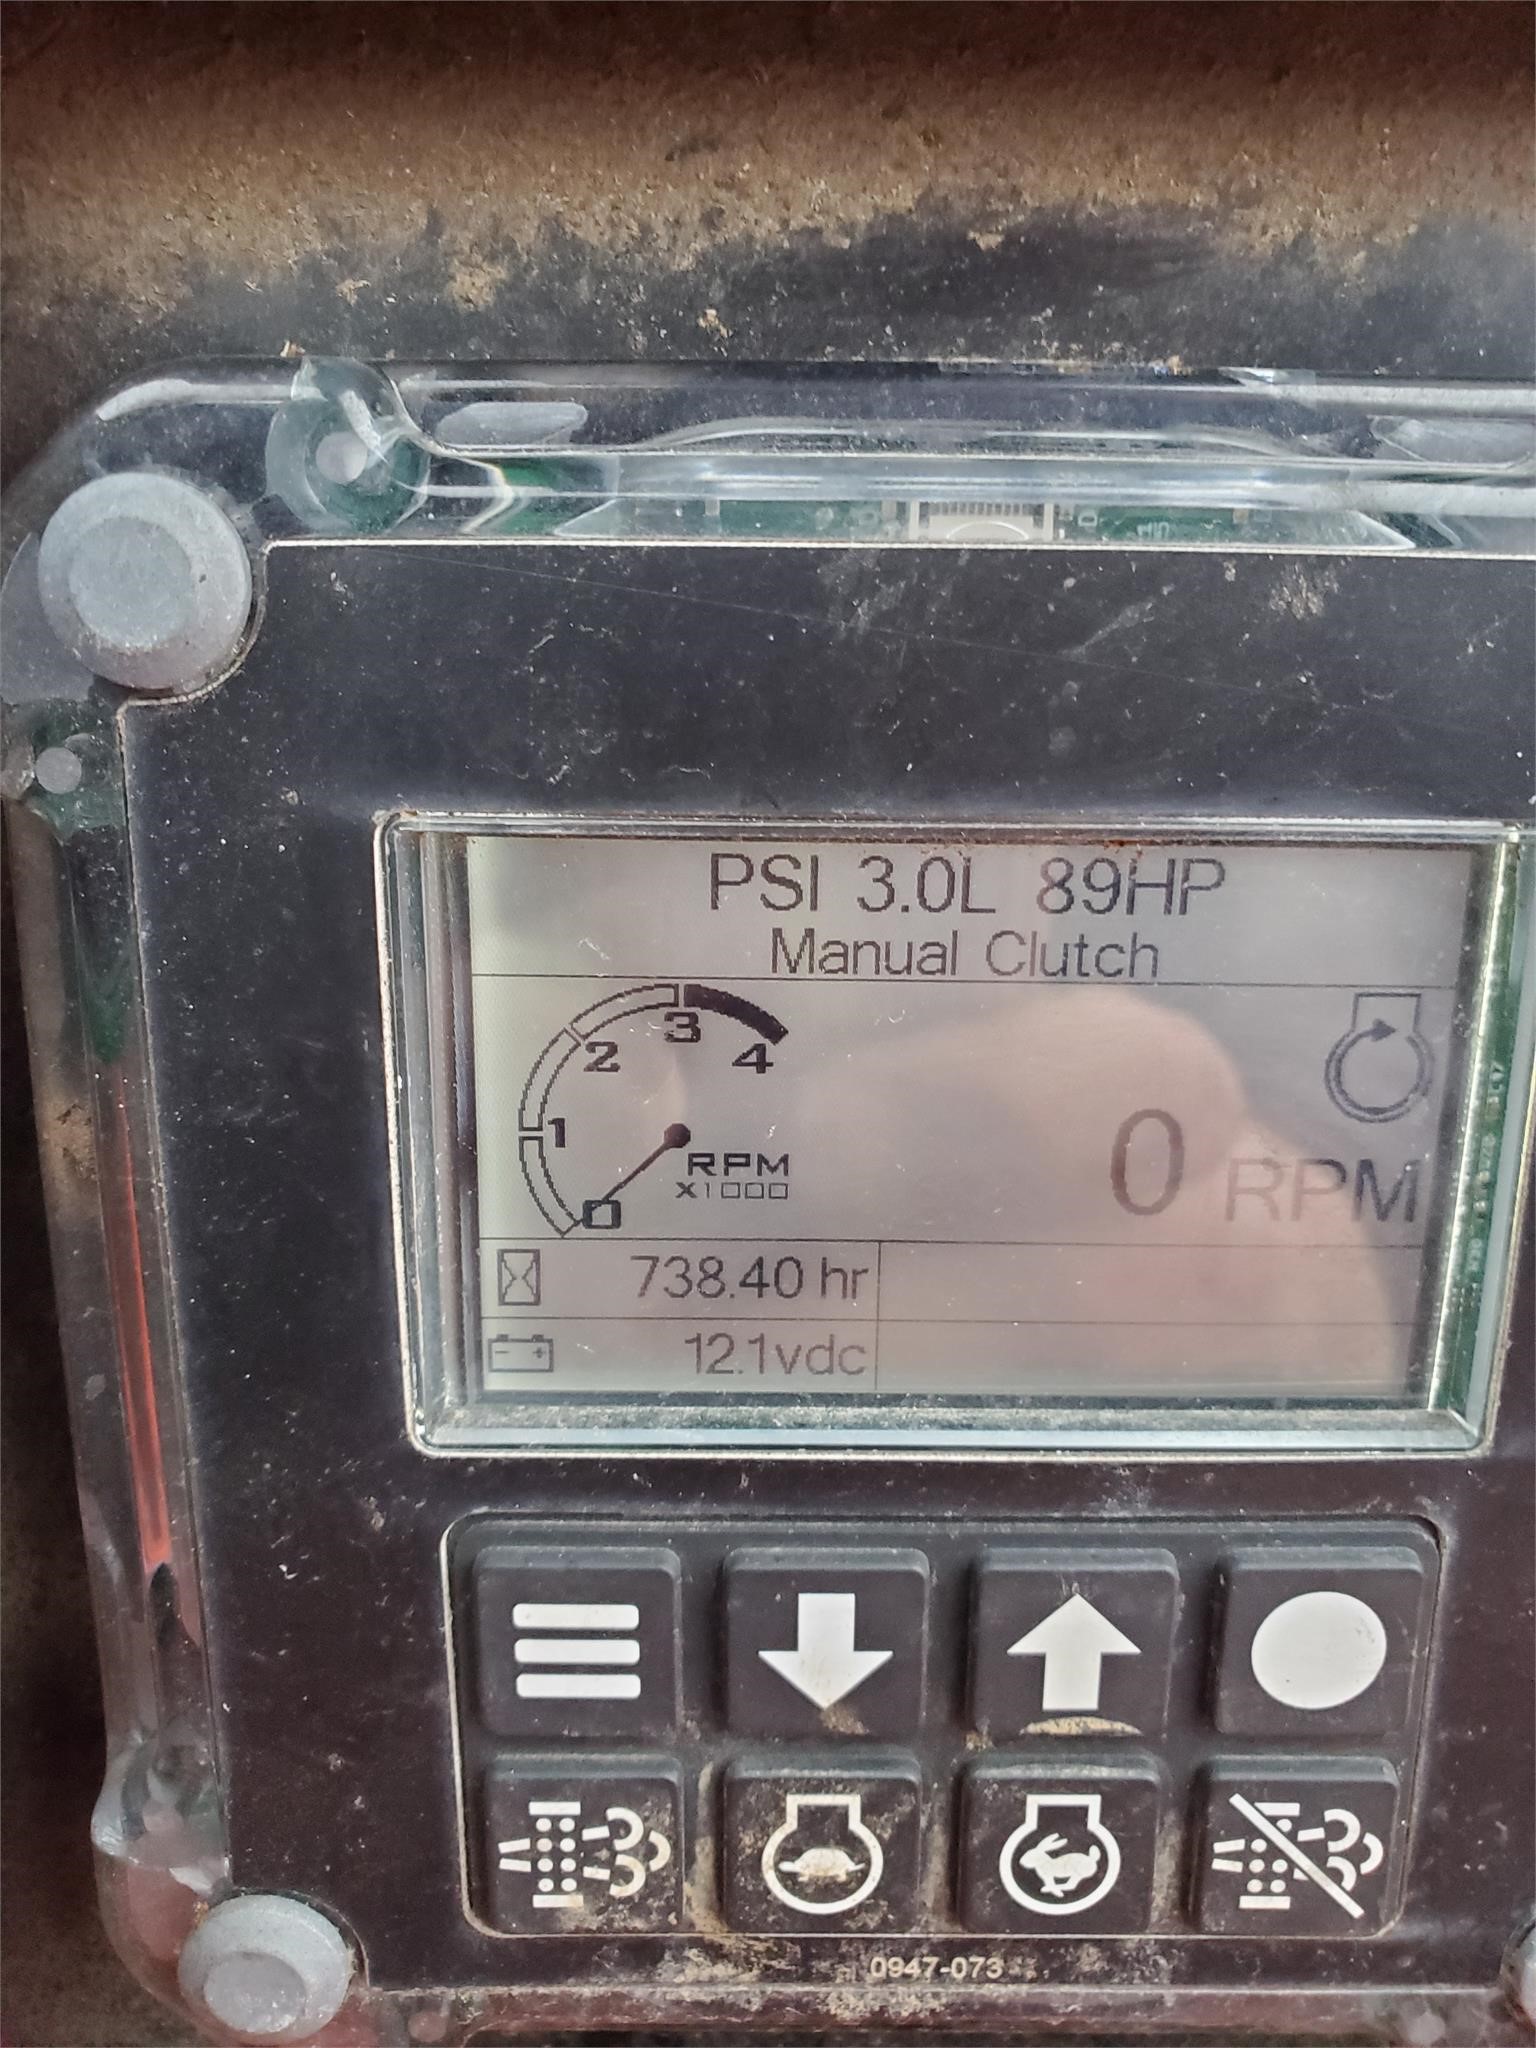 PSI 3.0L 89HP
Manual Clutch
0 1 2 3 4
RPM
X1000
0 RPM
738.40 hr
12.1vdc
0947-073